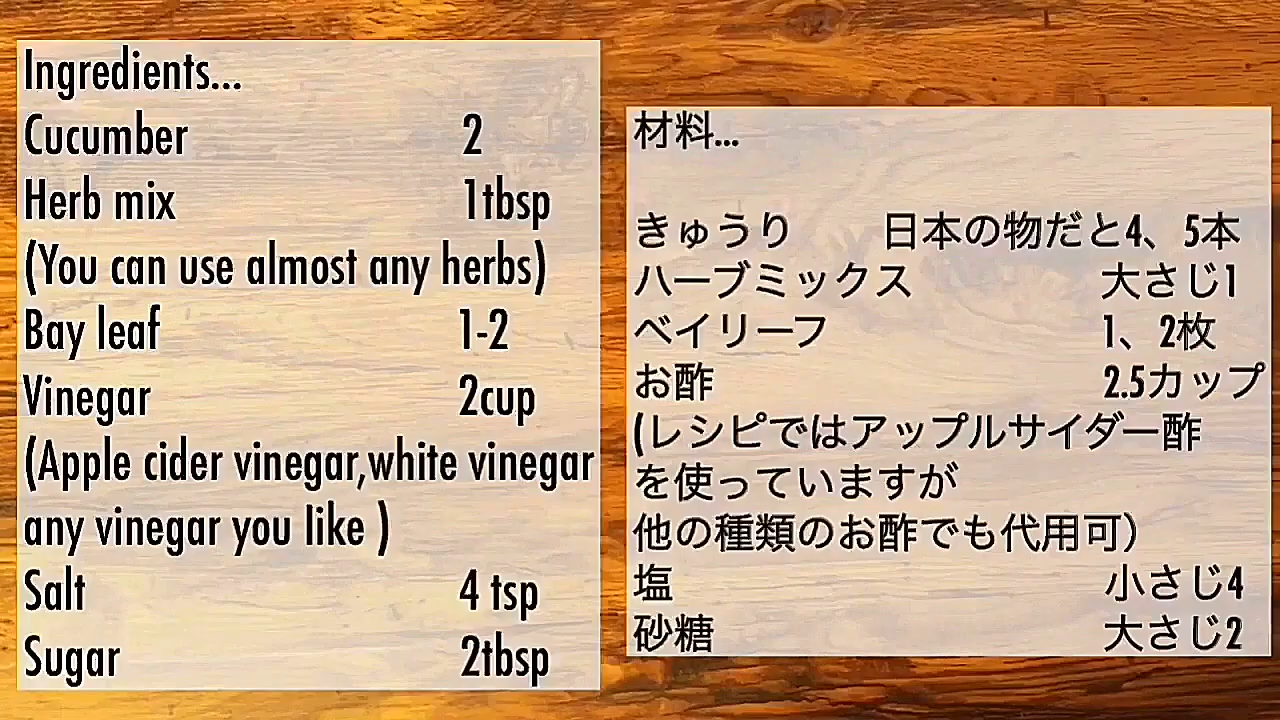 Ingredients...
Cucumber 2
Herb mix 1tbsp
(You can use almost any herbs)
Bay leaf 1-2
Vinegar 2cup
(Apple cider vinegar,white vinegar
any vinegar you like )
Salt 4 tsp
Sugar 2tbsp
材料...
きゅうり 日本の物だと4、5本
ハーブミックス 大さじ1
ベイリーフ 1、2枚
お酢 2.5カップ
(レシピではアップルサイダー酢
を使っていますが
他の種類のお酢でも代用可）
塩 小さじ4
砂糖 大さじ2